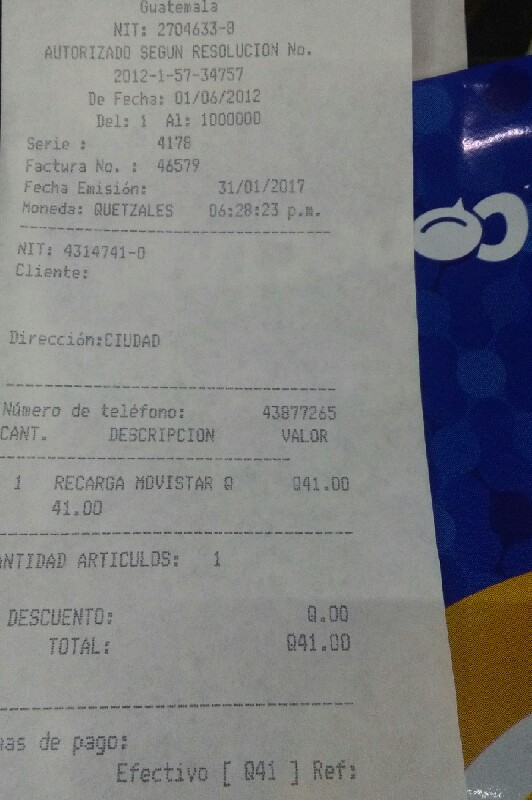 Guatemala
NIT: 2704633-8
AUTORIZADO SEGUN RESOLUCION No.
2012-1-57-34757
De Fecha: 01/06/2012
Del: 1 Al: 1000000
Serie : 4178
Factura No. : 46579
Fecha Emisión: 31/01/2017
Moneda: QUETZALES 06:28:23 p.m.
NIT: 4314741-0
Cliente:
Dirección:CIUDAD
Número de teléfono: 43877265
CANT. DESCRIPCION VALOR
1 RECARGA MOVISTAR Q Q41.00
41.00
ANTIDAD ARTICULOS: 1
DESCUENTO: Q.00
TOTAL: Q41.00
mas de pago:
Efectivo [ Q41 ] Ref: